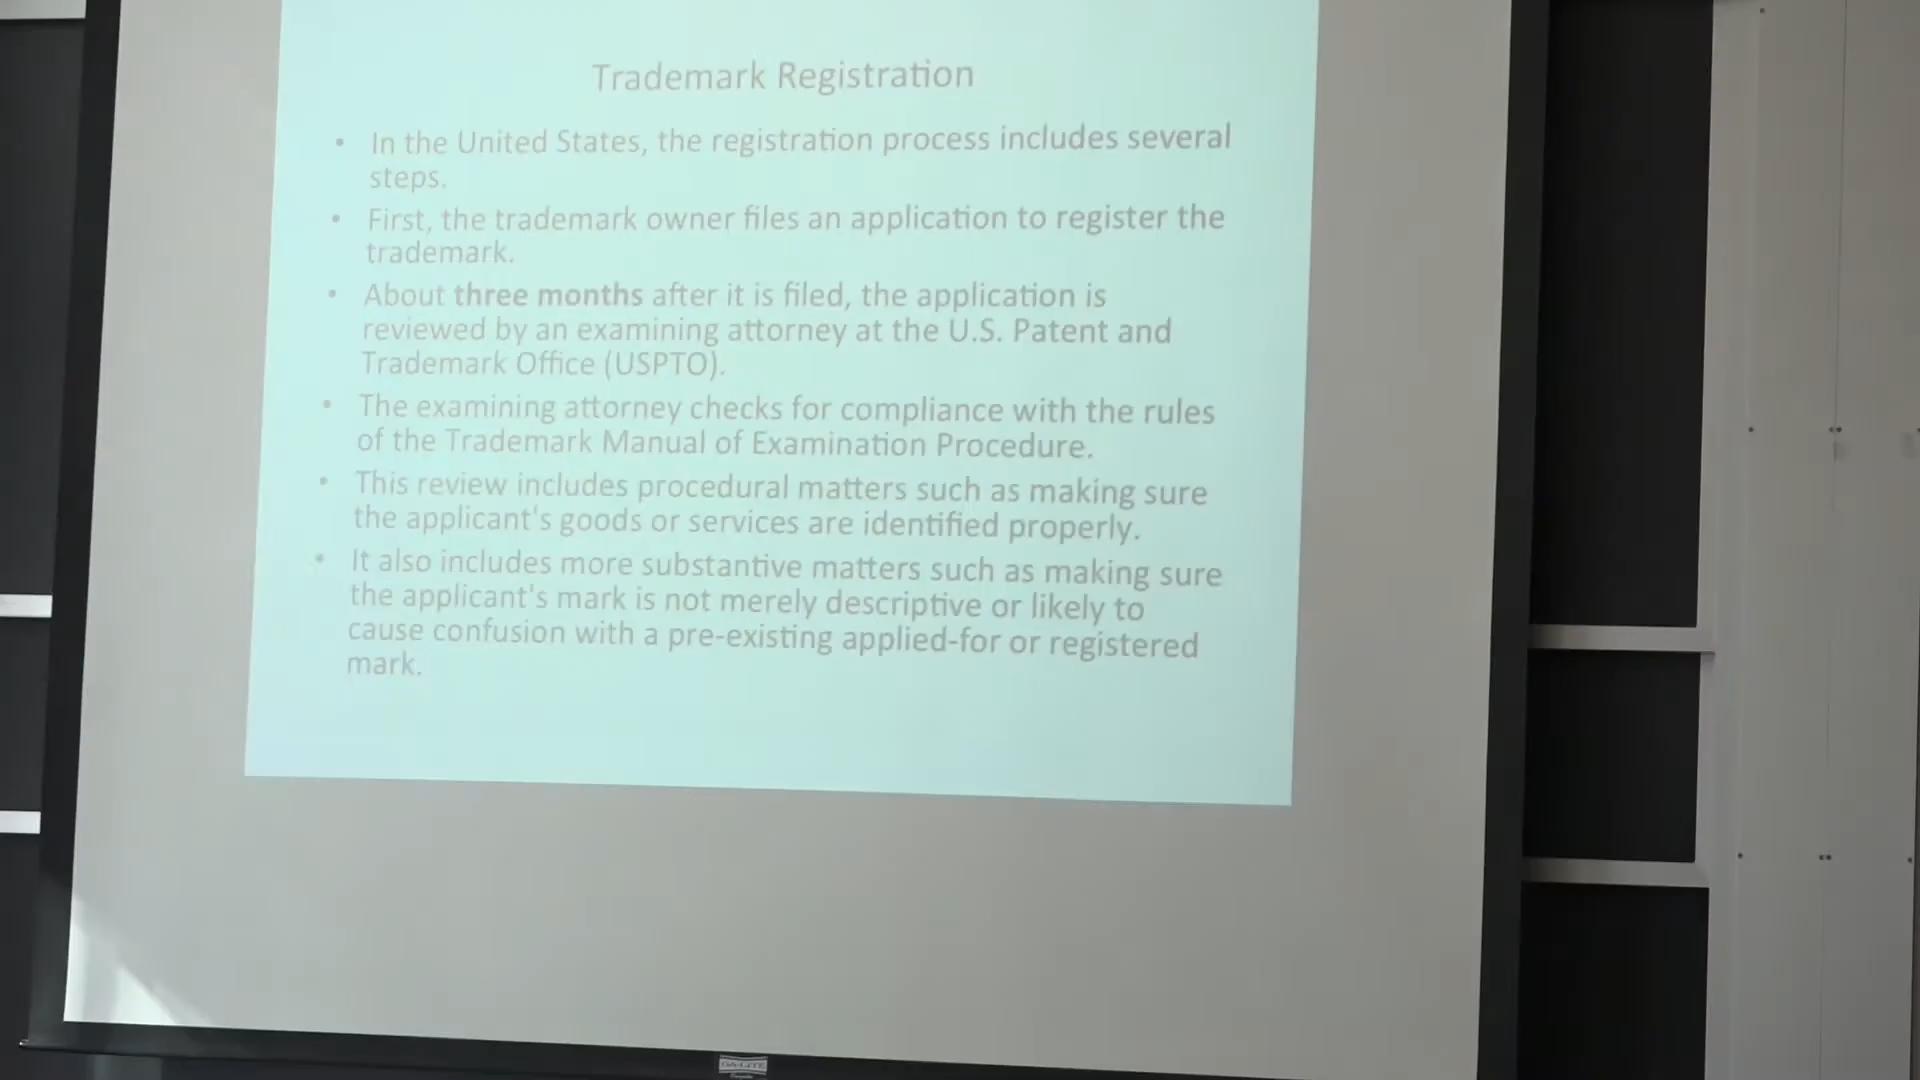 Trademark Registration
• In the United States, the registration process includes several
steps.
• First, the trademark owner files an application to register the
trademark.
• About three months after it is filed, the application is
reviewed by an examining attorney at the U.S. Patent and
Trademark Office (USPTO).
• The examining attorney checks for compliance with the rules
of the Trademark Manual of Examination Procedure.
• This review includes procedural matters such as making sure
the applicant's goods or services are identified properly.
• It also includes more substantive matters such as making sure
the applicant's mark is not merely descriptive or likely to
cause confusion with a pre-existing applied-for or registered
mark.
DA-LITE